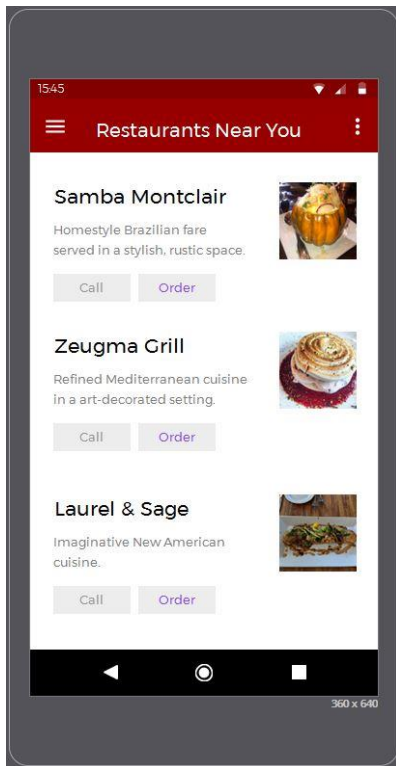 15:45
Restaurants Near You
Samba Montclair
Homestyle Brazilian fare
served in a stylish, rustic space.
Call Order
Zeugma Grill
Refined Mediterranean cuisine
in a art-decorated setting.
Call Order
Laurel & Sage
Imaginative New American
cuisine.
Call Order
360 x 640